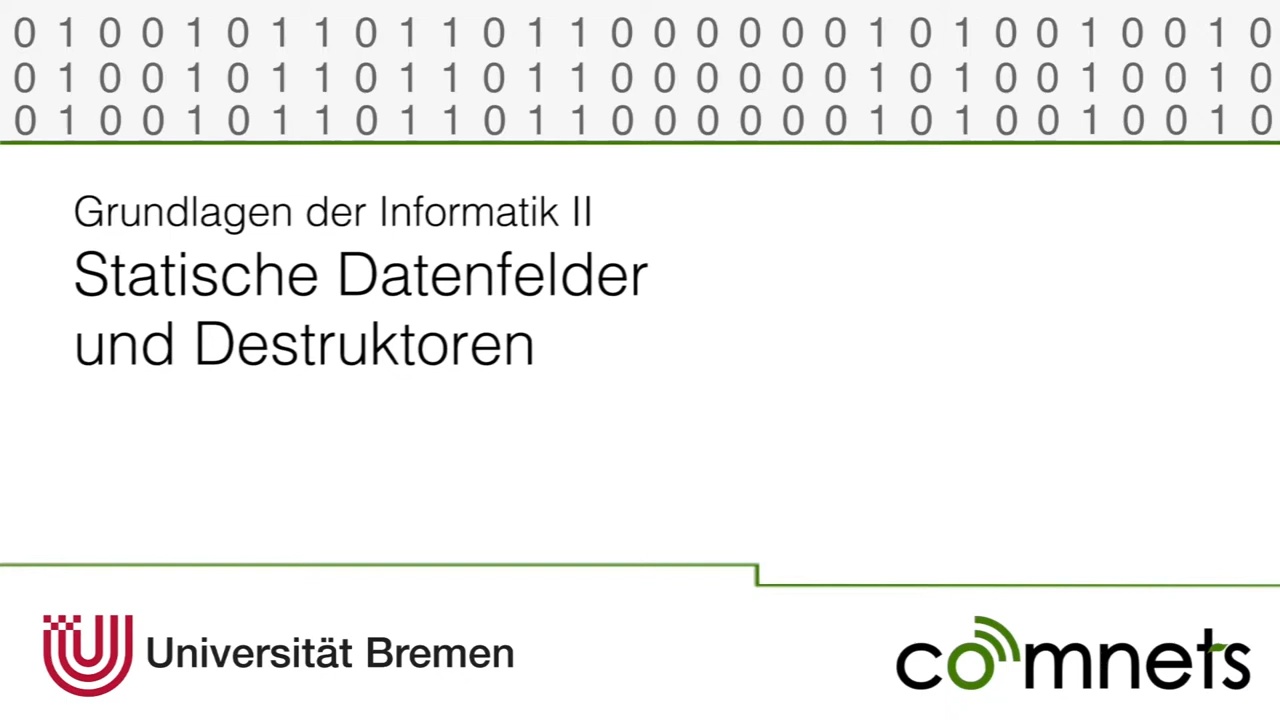 0 1 0 0 1 0 1 1 0 1 1 0 1 1 0 0 0 0 0 0 1 0 1 0 0 1 0 0 1 0
0 1 0 0 1 0 1 1 0 1 1 0 1 1 0 0 0 0 0 0 1 0 1 0 0 1 0 0 1 0
0 1 0 0 1 0 1 1 0 1 1 0 1 1 0 0 0 0 0 0 1 0 1 0 0 1 0 0 1 0
Grundlagen der Informatik II
Statische Datenfelder
und Destruktoren
Universität Bremen
comnets